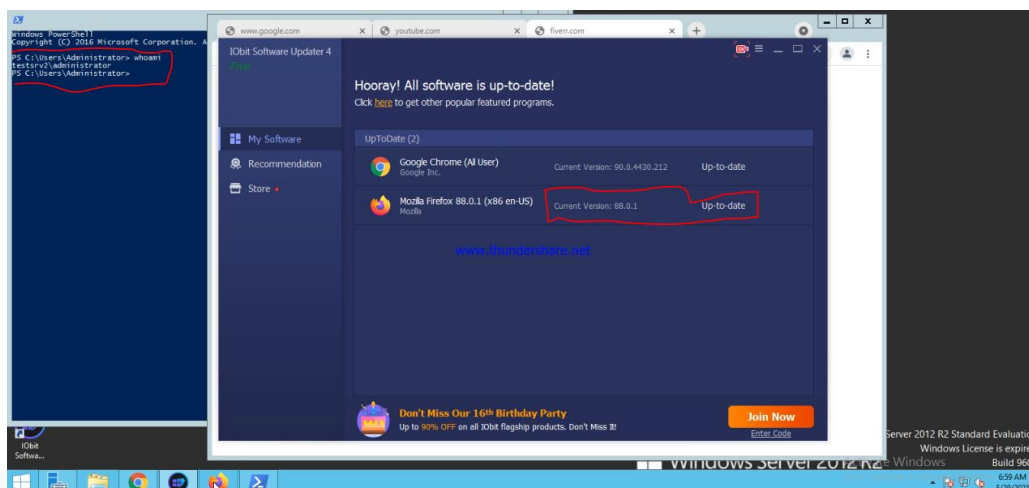 Windows PowerShell
Copyright (C) 2016 Microsoft Corporation. A
PS C:\Users\Administrator> whoami
testsrv2\administrator
PS C:\Users\Administrator>
www.google.com
youtube.com
fiverr.com
IObit Software Updater 4
Free
Hooray! All software is up-to-date!
Click here to get other popular featured programs.
My Software
Recommendation
Store
UpToDate (2)
Google Chrome (All User)
Google Inc.
Current Version: 90.0.4430.212
Up-to-date
Mozilla Firefox 88.0.1 (x86 en-US)
Mozilla
Current Version: 88.0.1
Up-to-date
www.thundershare.net
Don't Miss Our 16th Birthday Party
Up to 90% OFF on all IObit flagship products. Don't Miss It!
Join Now
Enter Code
IObit
Softwa...
Server 2012 R2 Standard Evaluatio
Windows License is expire
Windows Server 2012 R2
Windows
Build 960
6:59 AM